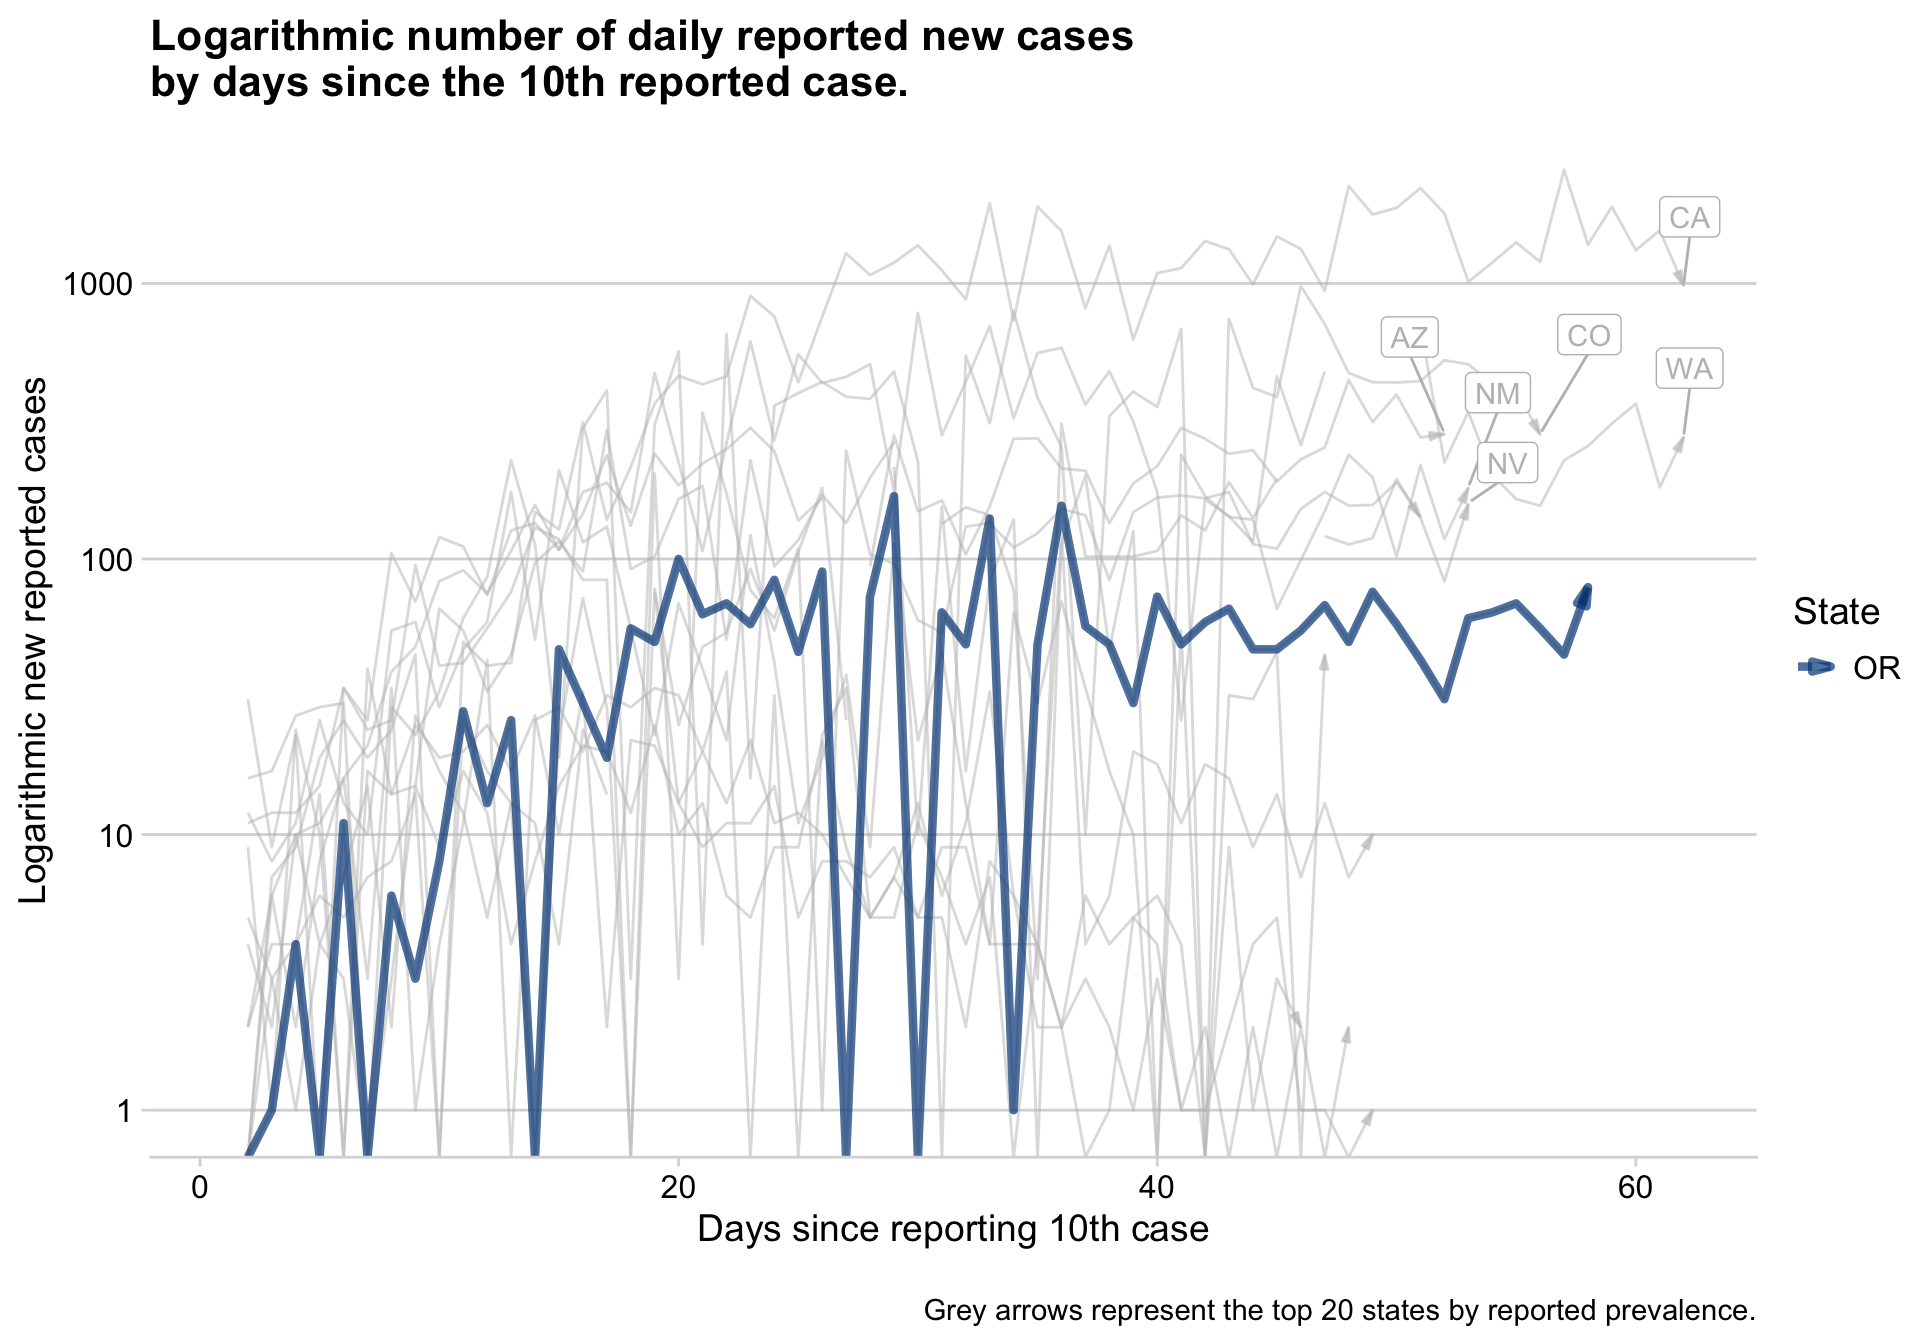 Logarithmic number of daily reported new cases
by days since the 10th reported case.
Logarithmic new reported cases
1000
100
10
1
CA
AZ
CO
WA
NM
NV
State
OR
0
20
40
60
Days since reporting 10th case
Grey arrows represent the top 20 states by reported prevalence.